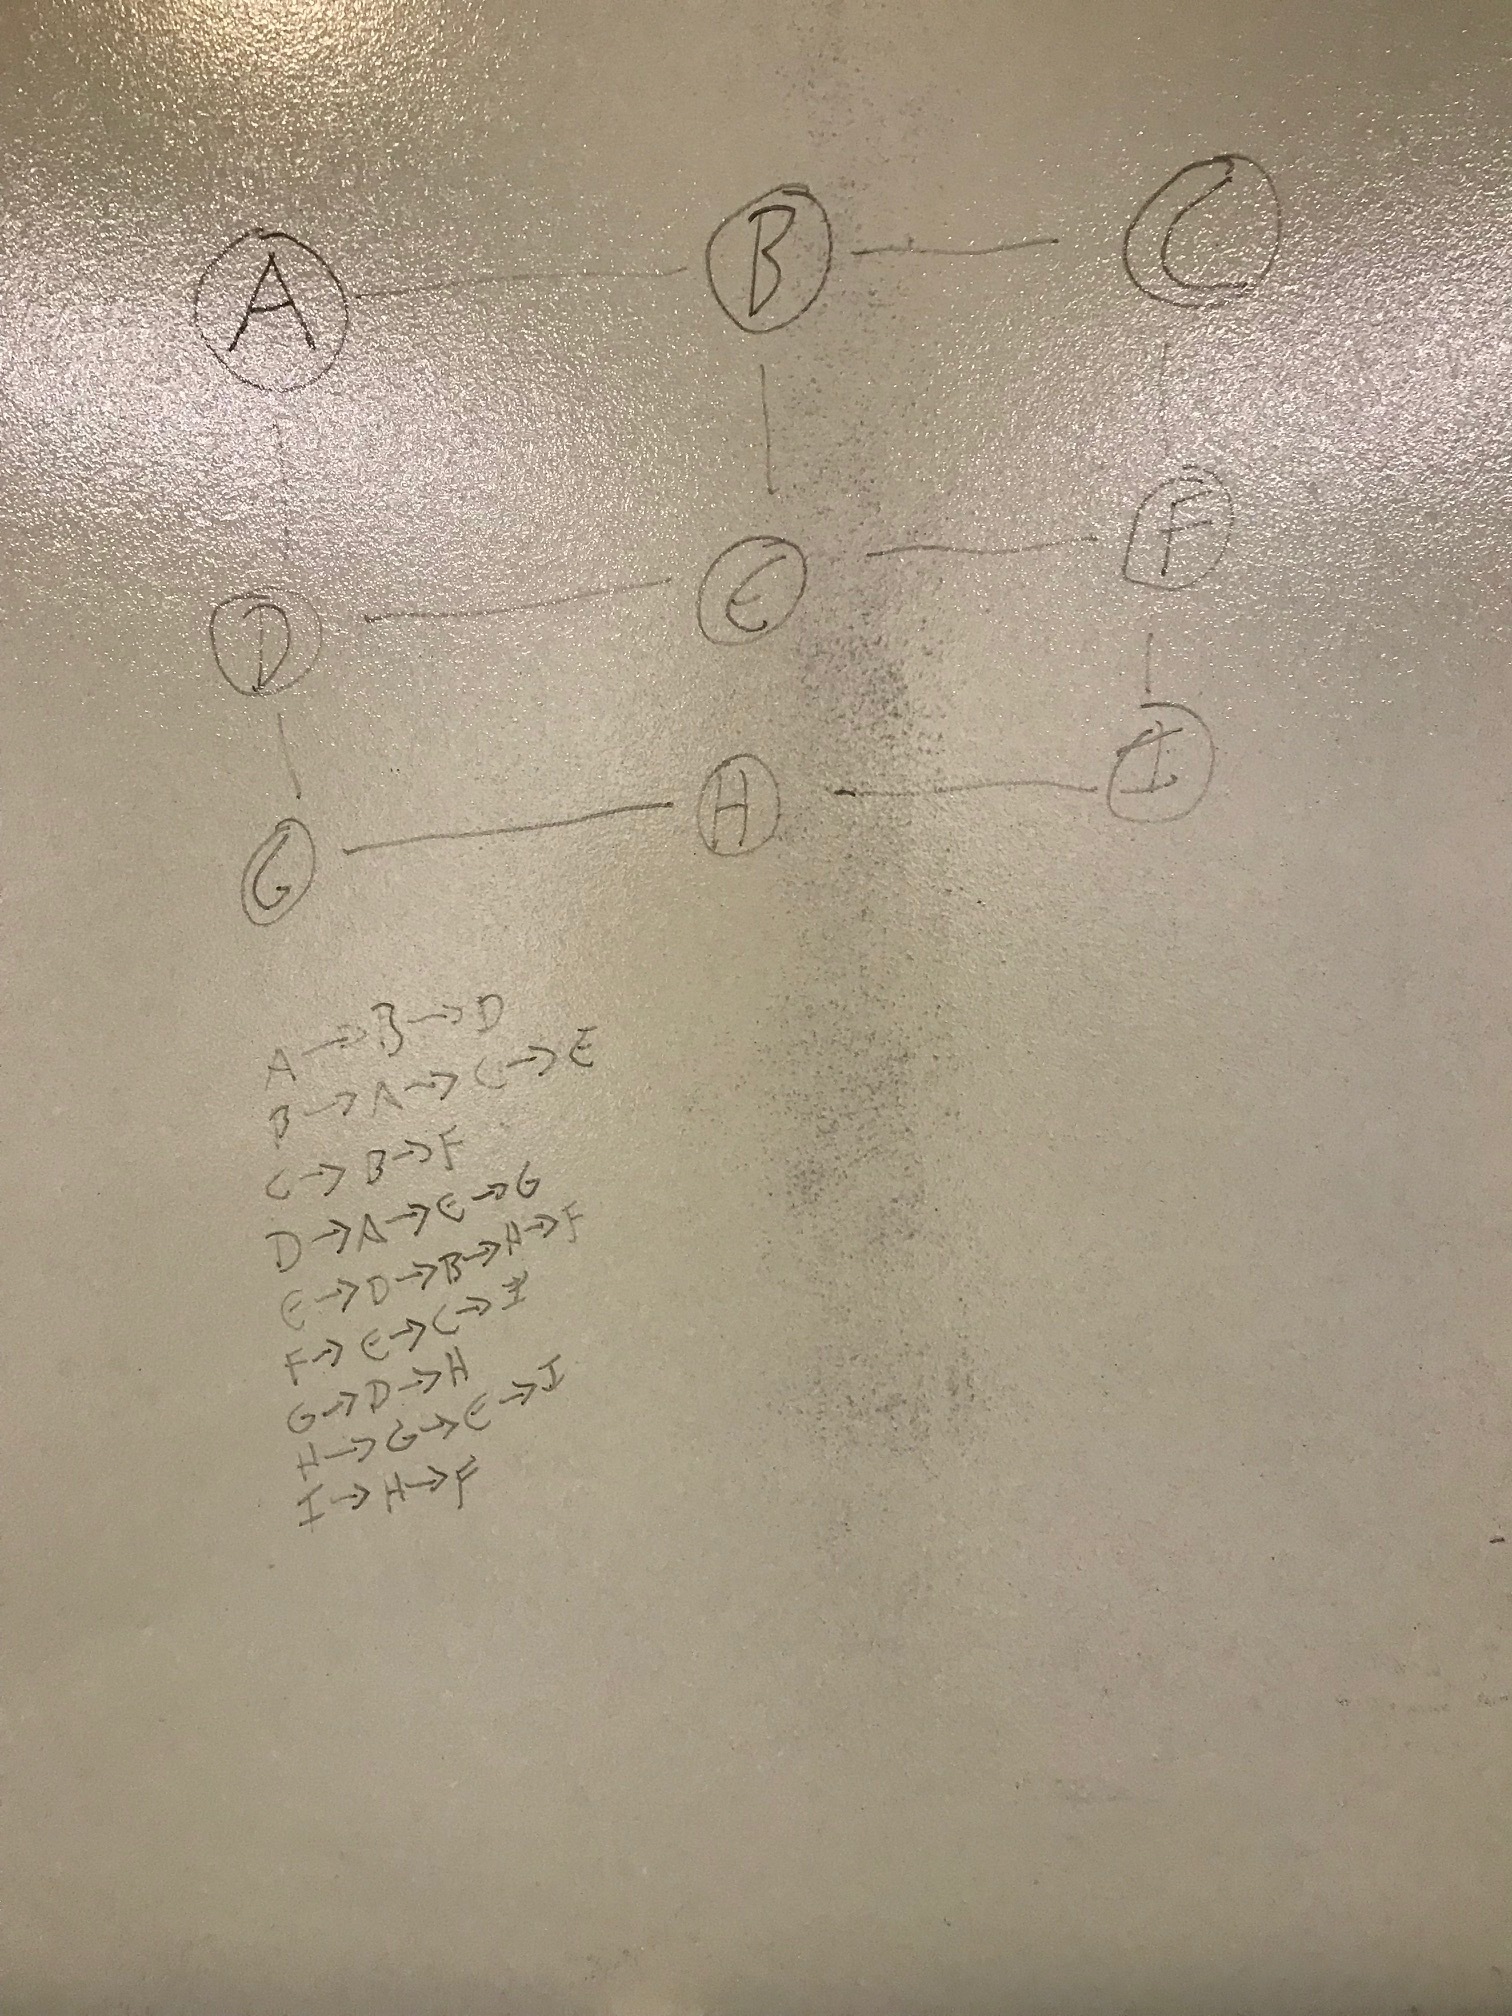 A B C
D E F
G H I
A→B→D
B→A→C→E
C→B→F
D→A→E→G
E→D→B→H→F
F→E→C→I
G→D→H
H→G→E→I
I→H→F